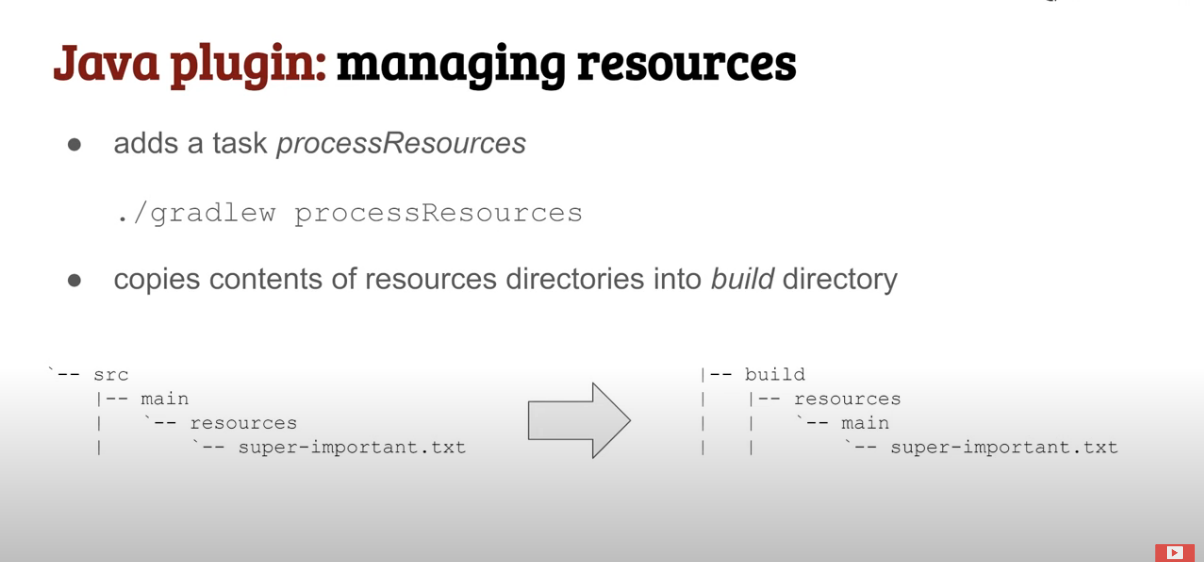 Java plugin: managing resources
● adds a task processResources
./gradlew processResources
● copies contents of resources directories into build directory
`-- src
|-- main
| `-- resources
| `-- super-important.txt
|-- build
| |-- resources
| | `-- main
| | `-- super-important.txt